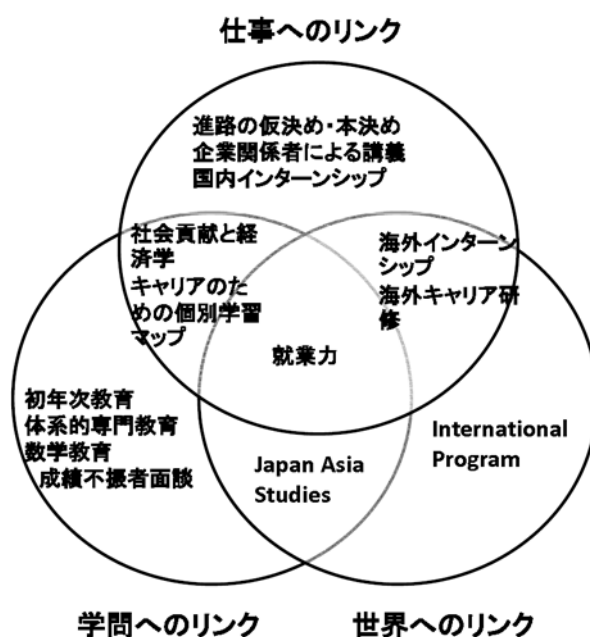 仕事へのリンク
進路の仮決め・本決め
企業関係者による講義
国内インターンシップ
社会貢献と経
済学
キャリアのた
めの個別学習
マップ
海外インターン
シップ
海外キャリア研
修
就業力
初年次教育
体系的専門教育
数学教育
成績不振者面談
Japan Asia
Studies
International
Program
学問へのリンク
世界へのリンク